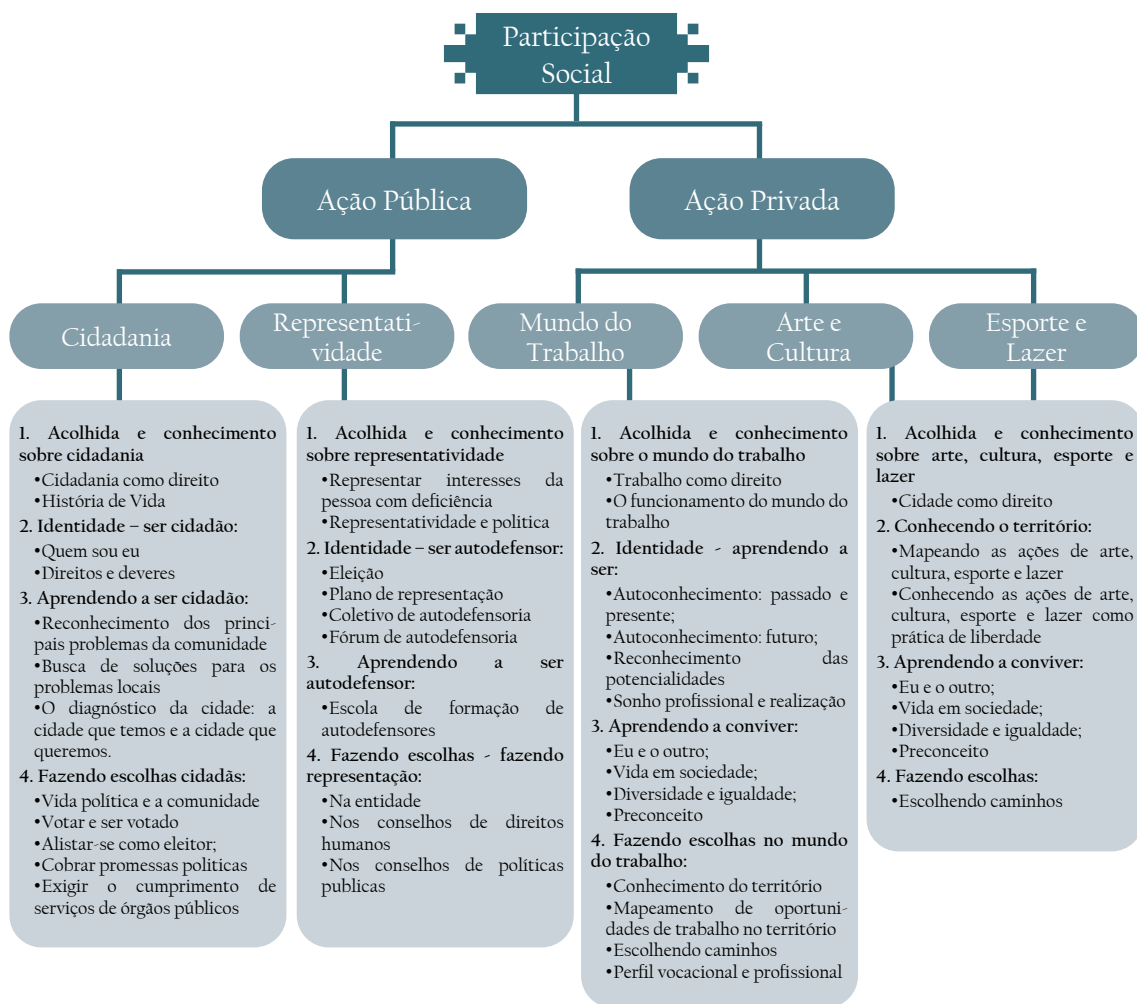 Participação
Social
Ação Pública
Ação Privada
Cidadania
Representati-
vidade
Mundo do
Trabalho
Arte e
Cultura
Esporte e
Lazer
1. Acolhida e conhecimento
sobre cidadania
•Cidadania como direito
•História de Vida
2. Identidade – ser cidadão:
•Quem sou eu
•Direitos e deveres
3. Aprendendo a ser cidadão:
•Reconhecimento dos princi-
pais problemas da comunidade
•Busca de soluções para os
problemas locais
•O diagnóstico da cidade: a
cidade que temos e a cidade que
queremos.
4. Fazendo escolhas cidadãs:
•Vida política e a comunidade
•Votar e ser votado
•Alistar-se como eleitor;
•Cobrar promessas politicas
•Exigir o cumprimento de
serviços de órgãos públicos
1. Acolhida e conhecimento
sobre representatividade
•Representar interesses da
pessoa com deficiência
•Representatividade e politica
2. Identidade – ser autodefensor:
•Eleição
•Plano de representação
•Coletivo de autodefensoria
•Fórum de autodefensoria
3. Aprendendo a ser
autodefensor:
•Escola de formação de
autodefensores
4. Fazendo escolhas - fazendo
representação:
•Na entidade
•Nos conselhos de direitos
humanos
•Nos conselhos de políticas
publicas
1. Acolhida e conhecimento
sobre o mundo do trabalho
•Trabalho como direito
•O funcionamento do mundo do
trabalho
2. Identidade - aprendendo a
ser:
•Autoconhecimento: passado e
presente;
•Autoconhecimento: futuro;
•Reconhecimento das
potencialidades
•Sonho profissional e realização
3. Aprendendo a conviver:
•Eu e o outro;
•Vida em sociedade;
•Diversidade e igualdade;
•Preconceito
4. Fazendo escolhas no mundo
do trabalho:
•Conhecimento do território
•Mapeamento de oportuni-
dades de trabalho no território
•Escolhendo caminhos
•Perfil vocacional e profissional
1. Acolhida e conhecimento
sobre arte, cultura, esporte e
lazer
•Cidade como direito
2. Conhecendo o território:
•Mapeando as ações de arte,
cultura, esporte e lazer
•Conhecendo as ações de arte,
cultura, esporte e lazer como
prática de liberdade
3. Aprendendo a conviver:
•Eu e o outro;
•Vida em sociedade;
•Diversidade e igualdade;
•Preconceito
4. Fazendo escolhas:
•Escolhendo caminhos